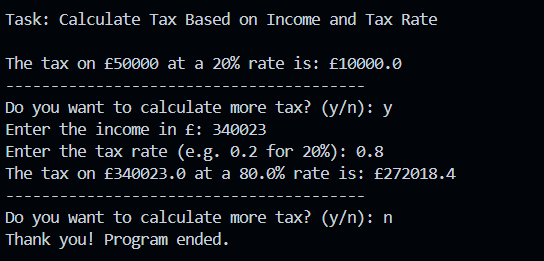 Task: Calculate Tax Based on Income and Tax Rate
The tax on £50000 at a 20% rate is: £10000.0
----------------------------------------
Do you want to calculate more tax? (y/n): y
Enter the income in £: 340023
Enter the tax rate (e.g. 0.2 for 20%): 0.8
The tax on £340023.0 at a 80.0% rate is: £272018.4
----------------------------------------
Do you want to calculate more tax? (y/n): n
Thank you! Program ended.